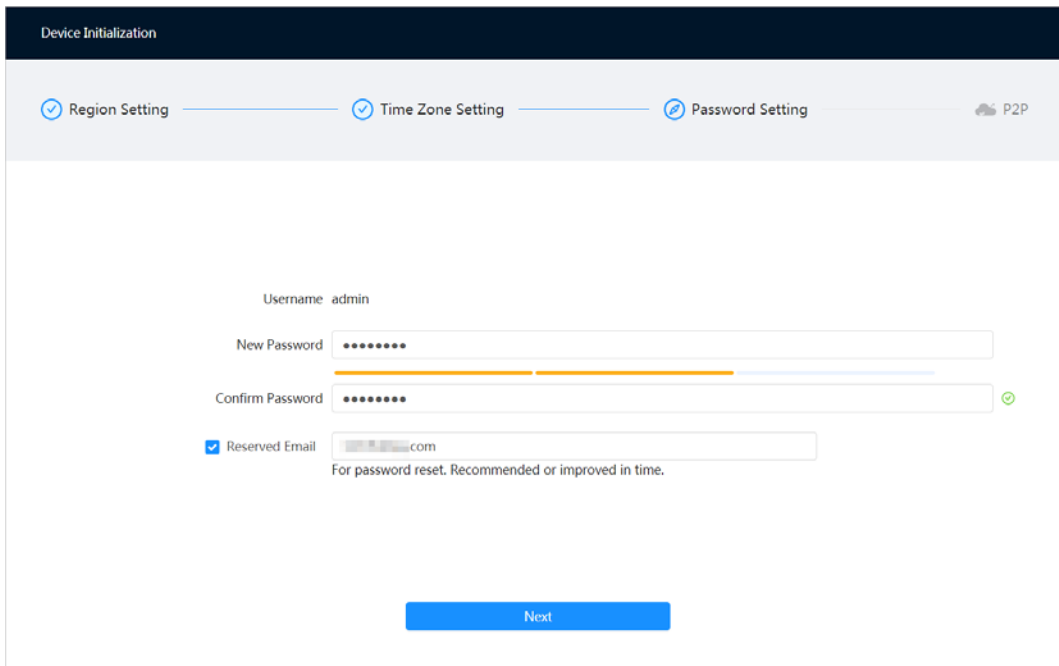 Device Initialization
Region Setting Time Zone Setting Password Setting P2P
Username admin
New Password ••••••••
Confirm Password ••••••••
Reserved Email com
For password reset. Recommended or improved in time.
Next